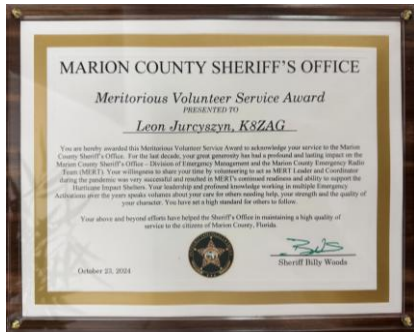 MARION COUNTY SHERIFF'S OFFICE
Meritorious Volunteer Service Award
PRESENTED TO
Leon Jurcyszyn, K8ZAG
You are hereby awarded this Meritorious Volunteer Service Award to acknowledge your service to the Marion
County Sheriff's Office. For the last decade, your great generosity has had a profound and lasting impact on the
Marion County Sheriff's Office - Division of Emergency Management and the Marion County Emergency Radio
Team (MERT). Your willingness to share your time by volunteering to act as MERT Leader and Coordinator
during the pandemic was very successful and resulted in MERT's continued readiness and ability to support the
Hurricane Impact Shelters. Your leadership and profound knowledge working in multiple Emergency
Activations over the years speaks volumes about your care for others needing help, your strength and the quality of
your character. You have set a high standard for others to follow.
Your above and beyond efforts have helped the Sheriff's Office in maintaining a high quality of
service to the citizens of Marion County, Florida.
October 23, 2024
Sheriff Billy Woods